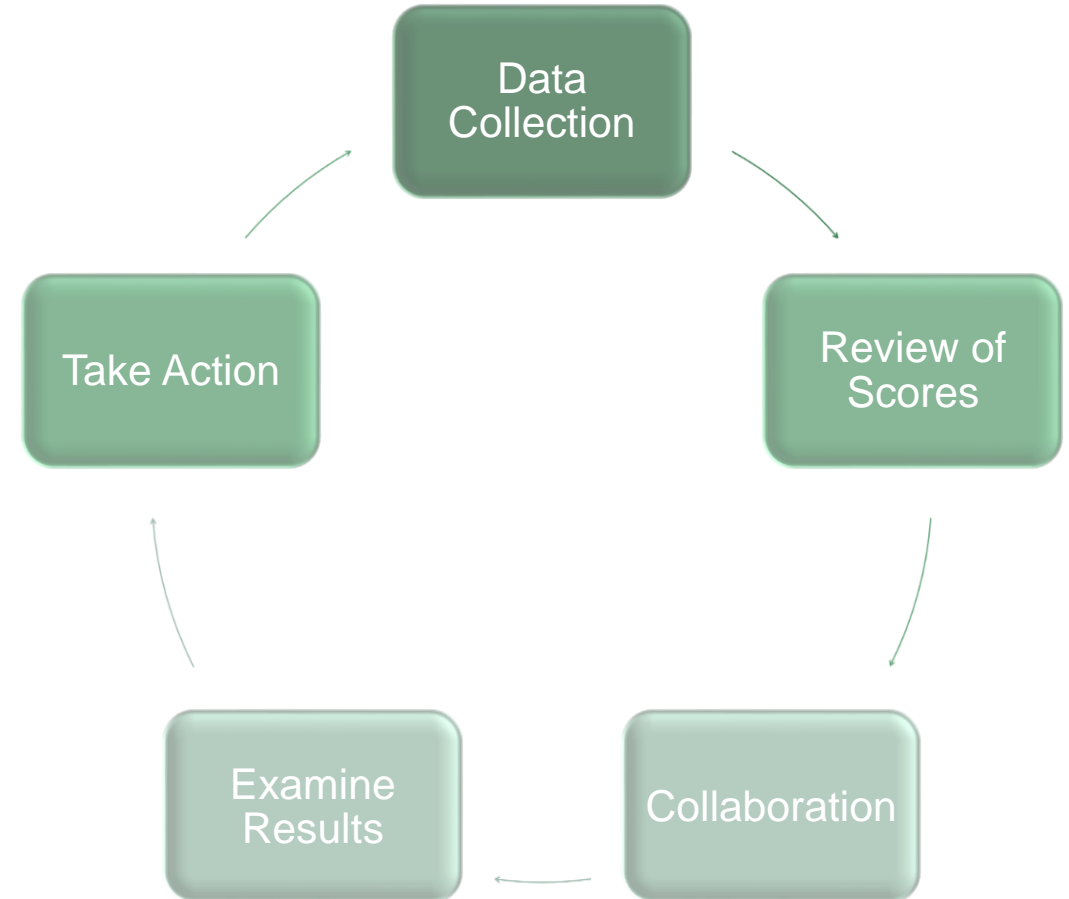 Data
Collection
Review of
Scores
Collaboration
Examine
Results
Take Action